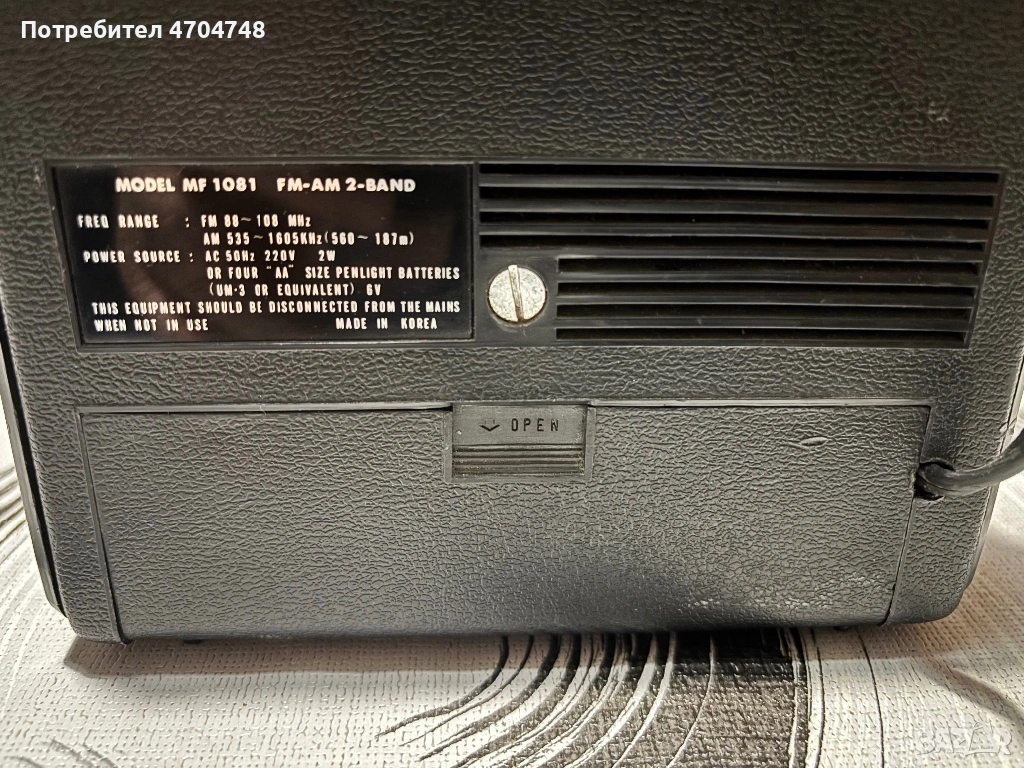 Потребител 4704748
MODEL MF 1081 FM-AM 2-BAND
FREQ RANGE : FM 88~108 MHz
AM 535~1605KHz(560~187m)
POWER SOURCE : AC 50Hz 220V 2W
OR FOUR "AA" SIZE PENLIGHT BATTERIES
(UM-3 OR EQUIVALENT) 6V
THIS EQUIPMENT SHOULD BE DISCONNECTED FROM THE MAINS
WHEN NOT IN USE MADE IN KOREA
OPEN
BAZAR